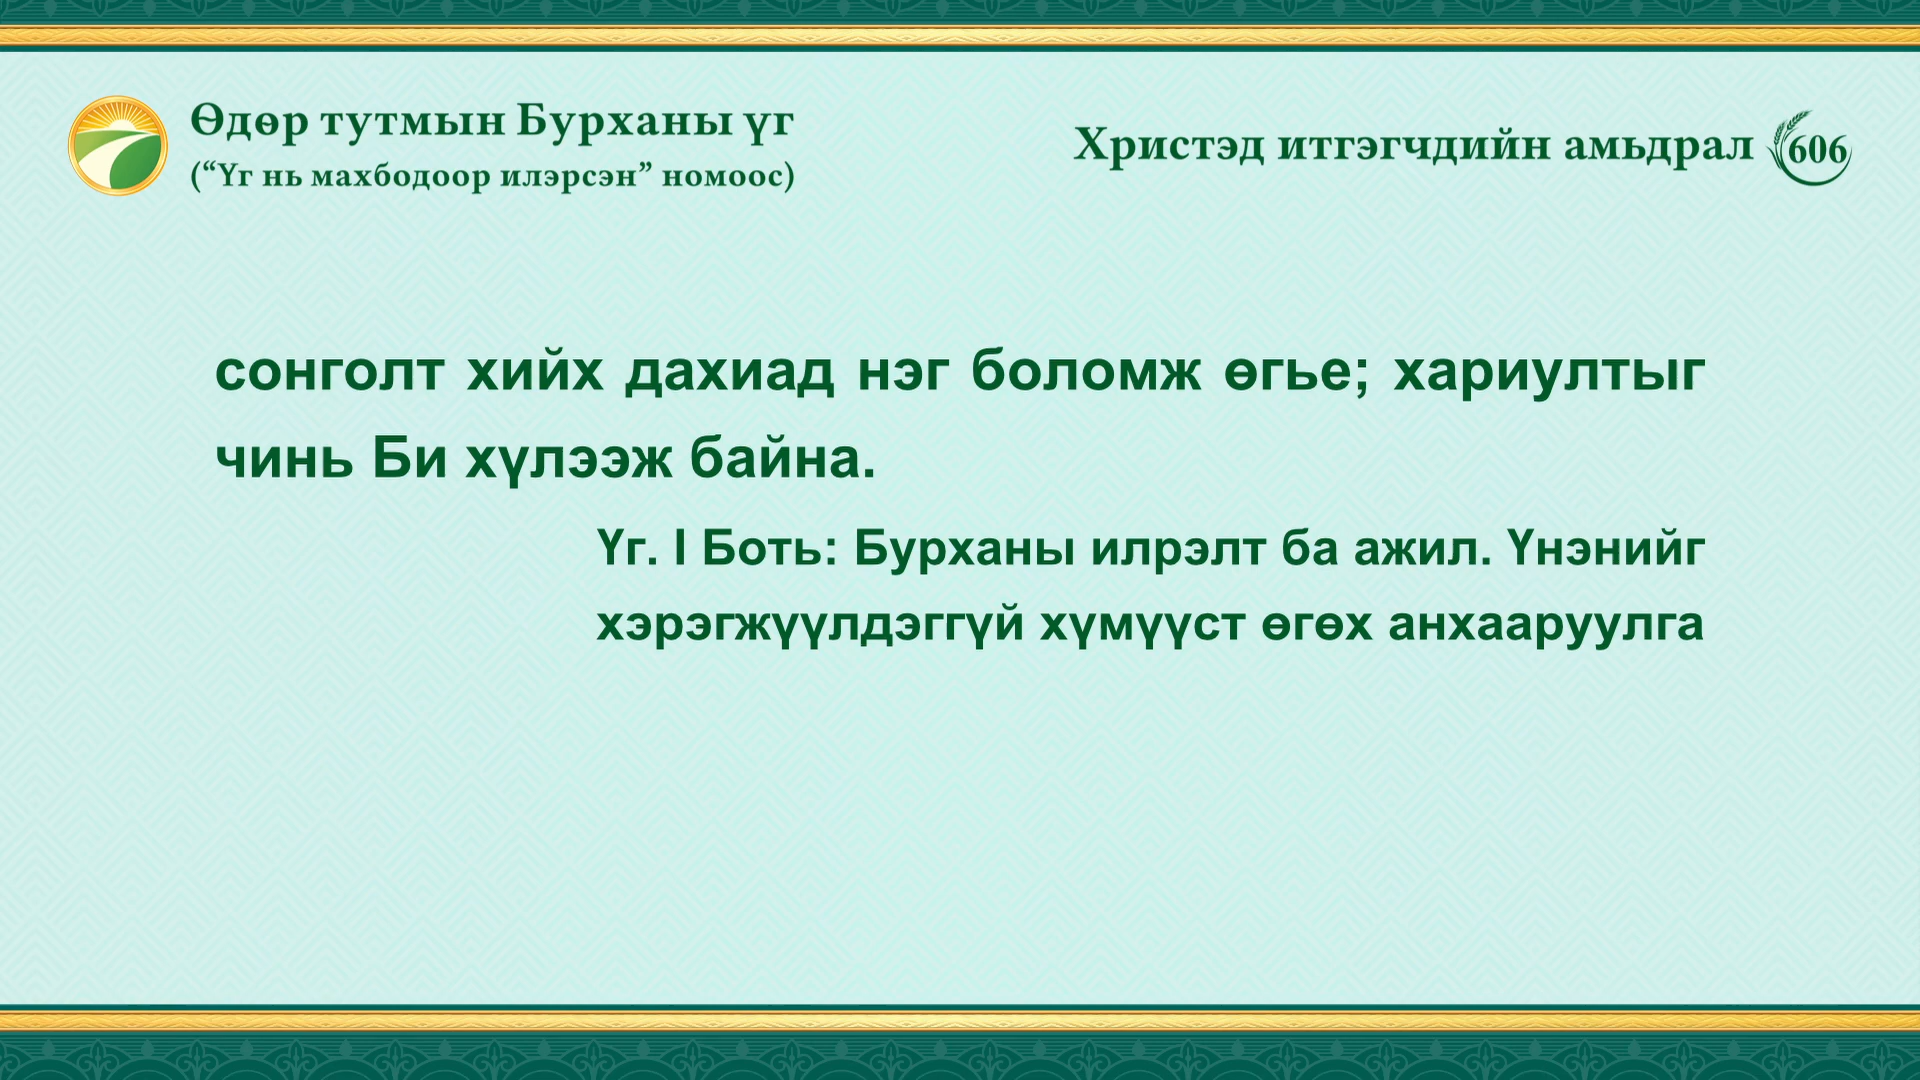 Өдөр тутмын Бурханы үг
(“Үг нь махбодоор илэрсэн” номоос)
Христэд итгэгчдийн амьдрал 606
сонголт хийх дахиад нэг боломж өгье; хариултыг
чинь Би хүлээж байна.
Үг. I Боть: Бурханы илрэлт ба ажил. Үнэнийг
хэрэгжүүлдэггүй хүмүүст өгөх анхааруулга